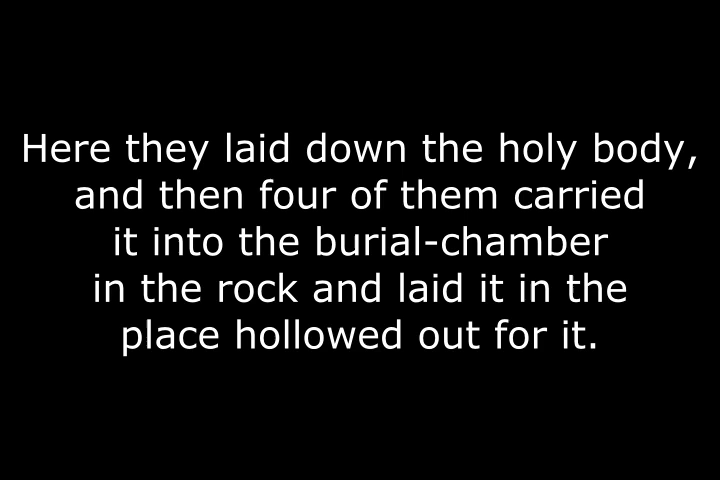 Here they laid down the holy body,
and then four of them carried
it into the burial-chamber
in the rock and laid it in the
place hollowed out for it.